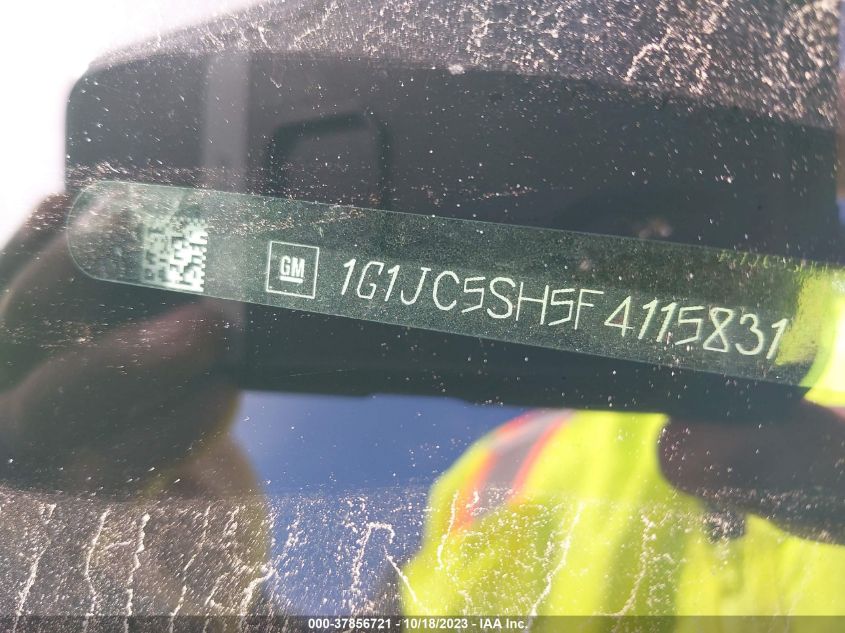 GM 1G1JC5SH5F4115831
000-37856721 - 10/18/2023 - IAA Inc.